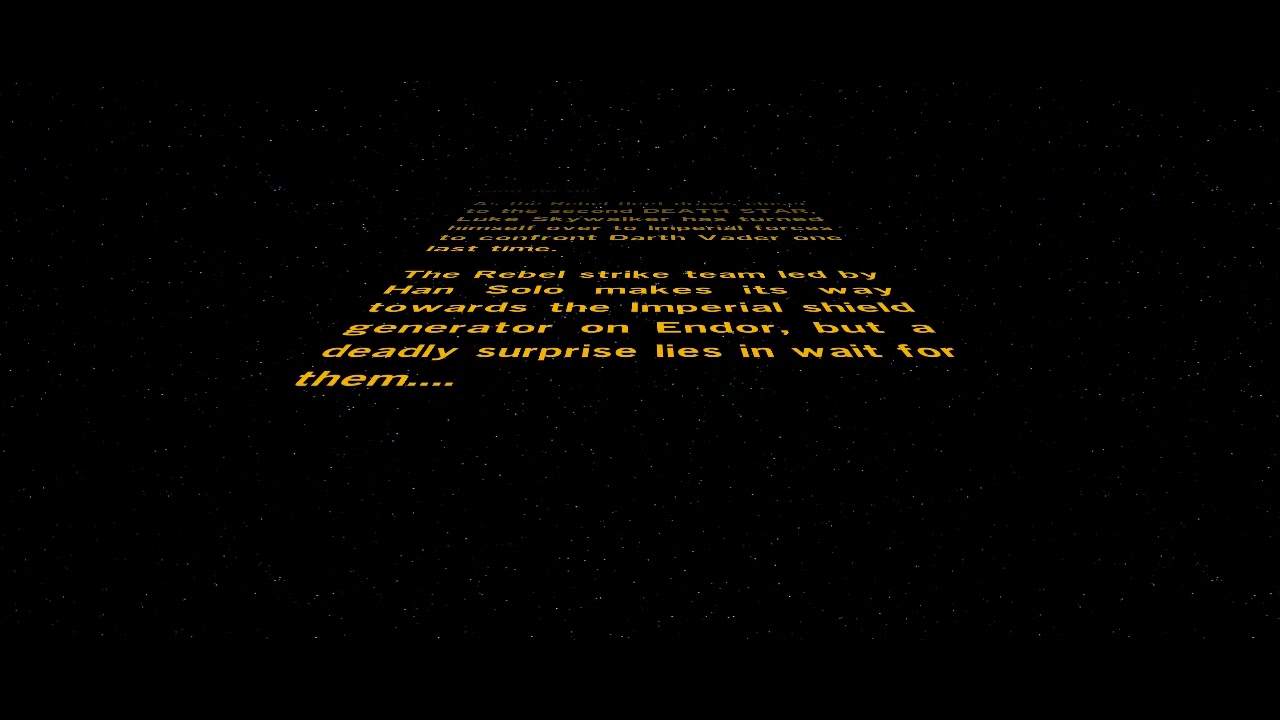 As the Rebel fleet draws closer
to the second DEATH STAR,
Luke Skywalker has turned
himself over to Imperial forces
to confront Darth Vader one
last time.
The Rebel strike team led by
Han Solo makes its way
towards the Imperial shield
generator on Endor, but a
deadly surprise lies in wait for
them....